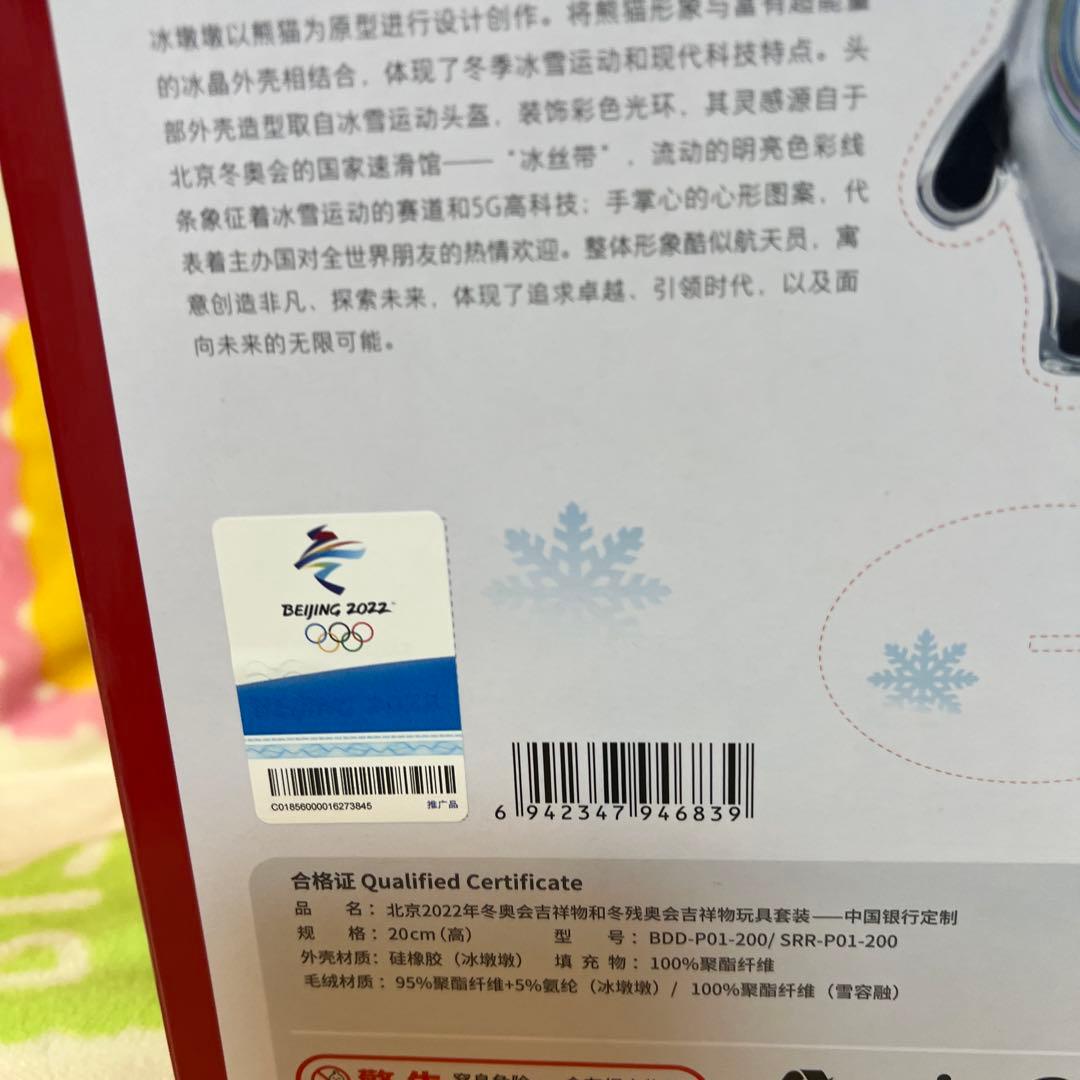 冰墩墩以熊猫为原型进行设计创作。将熊猫形象与富有超能量
的冰晶外壳相结合，体现了冬季冰雪运动和现代科技特点。头
部外壳造型取自冰雪运动头盔，装饰彩色光环，其灵感源自于
北京冬奥会的国家速滑馆——“冰丝带”，流动的明亮色彩线
条象征着冰雪运动的赛道和5G高科技；手掌心的心形图案，代
表着主办国对全世界朋友的热情欢迎。整体形象酷似航天员，寓
意创造非凡、探索未来，体现了追求卓越、引领时代，以及面
向未来的无限可能。
BEIJING 2022™
C01856000016273845
推广品
6 942347 946839
合格证 Qualified Certificate
品 名：北京2022年冬奥会吉祥物和冬残奥会吉祥物玩具套装——中国银行定制
规 格：20cm(高) 型 号：BDD-P01-200/ SRR-P01-200
外壳材质：硅橡胶（冰墩墩） 填 充 物：100%聚酯纤维
毛绒材质：95%聚酯纤维+5%氨纶（冰墩墩）/ 100%聚酯纤维（雪容融）
警告